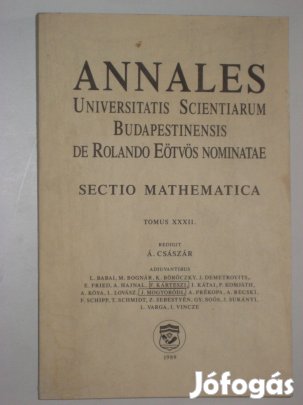 ANNALES
UNIVERSITATIS SCIENTIARUM
BUDAPESTINENSIS
DE ROLANDO EÖTVÖS NOMINATAE
SECTIO MATHEMATICA
TOMUS XXXII.
REDIGIT
Á. CSÁSZÁR
ADIUVANTIBUS
L. BABAI, M. BOGNÁR, K. BÖRÖCZKY, J. DEMETROVICS,
E. FRIED, A. HAJNAL, F. KÁRTESZI, I. KÁTAI, P. KOMJÁTH,
A. KÓSA, L. LOVÁSZ, J. MOGYORÓDI, A. PRÉKOPA, A. RECSKI,
F. SCHIPP, T. SCHMIDT, Z. SEBESTYÉN, GY. SOÓS, J. SURÁNYI,
L. VARGA, I. VINCZE
1989
Jófogás